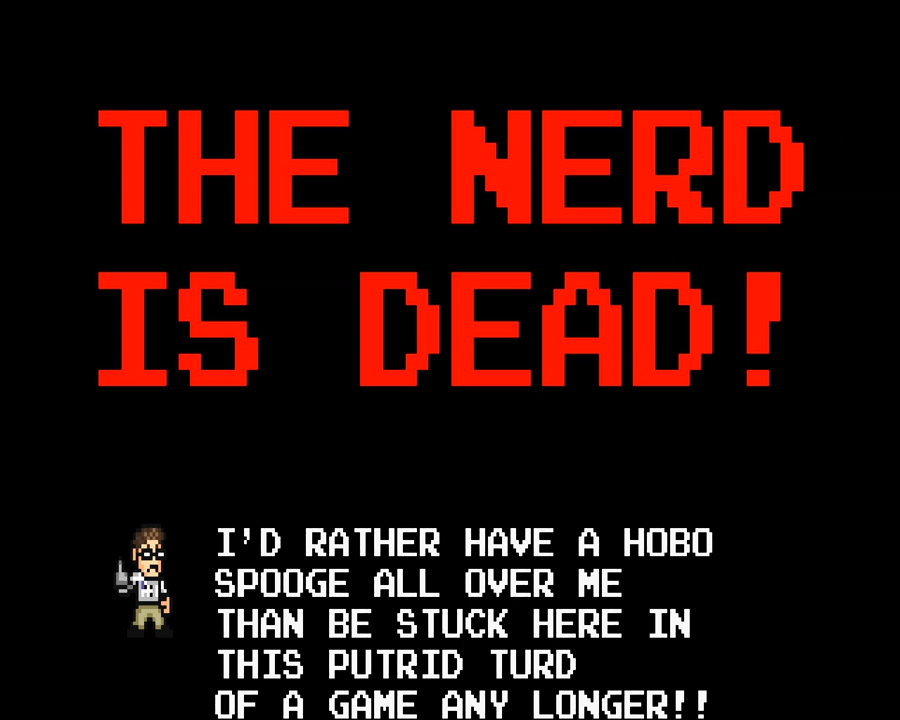 THE NERD
IS DEAD!
I'D RATHER HAVE A HOBO
SPOOGE ALL OVER ME
THAN BE STUCK HERE IN
THIS PUTRID TURD
OF A GAME ANY LONGER!!